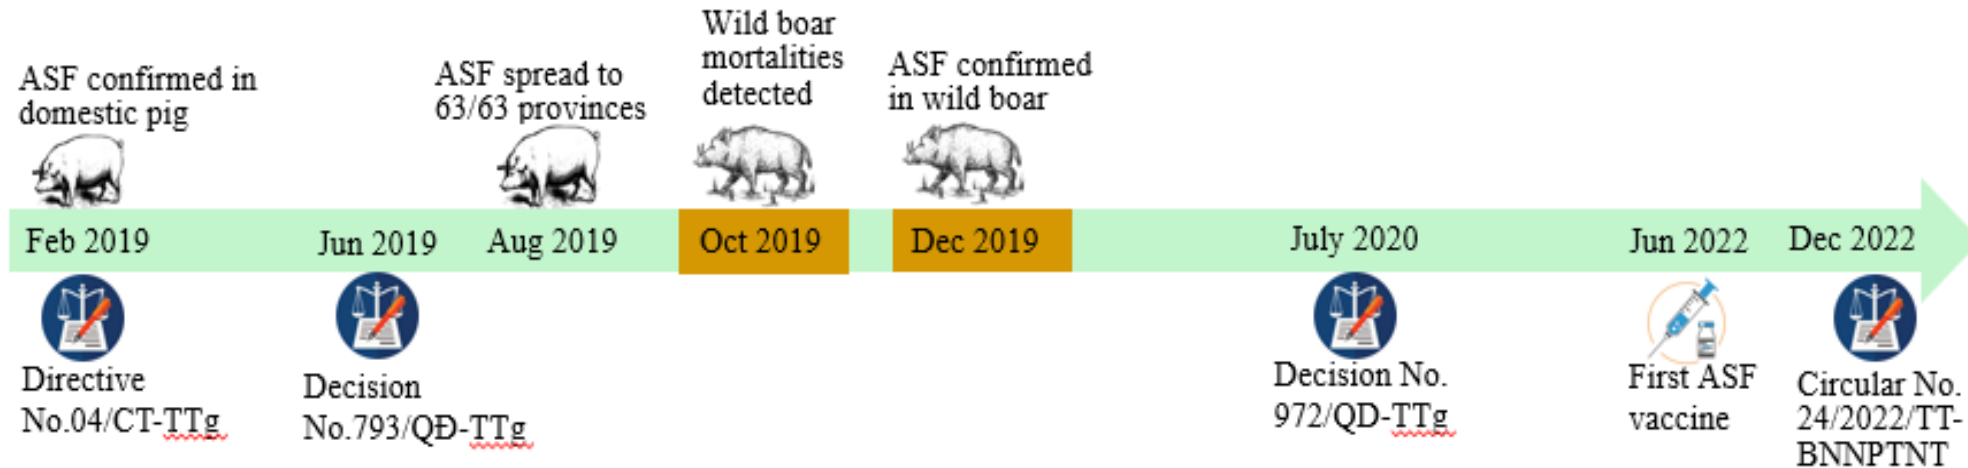 ASF confirmed in
domestic pig
ASF spread to
63/63 provinces
Wild boar
mortalities
detected
ASF confirmed
in wild boar
Feb 2019
Jun 2019
Aug 2019
Oct 2019
Dec 2019
July 2020
Jun 2022
Dec 2022
Directive
No.04/CT-TTg
Decision
No.793/QĐ-TTg
Decision No.
972/QD-TTg
First ASF
vaccine
Circular No.
24/2022/TT-
BNNPTNT